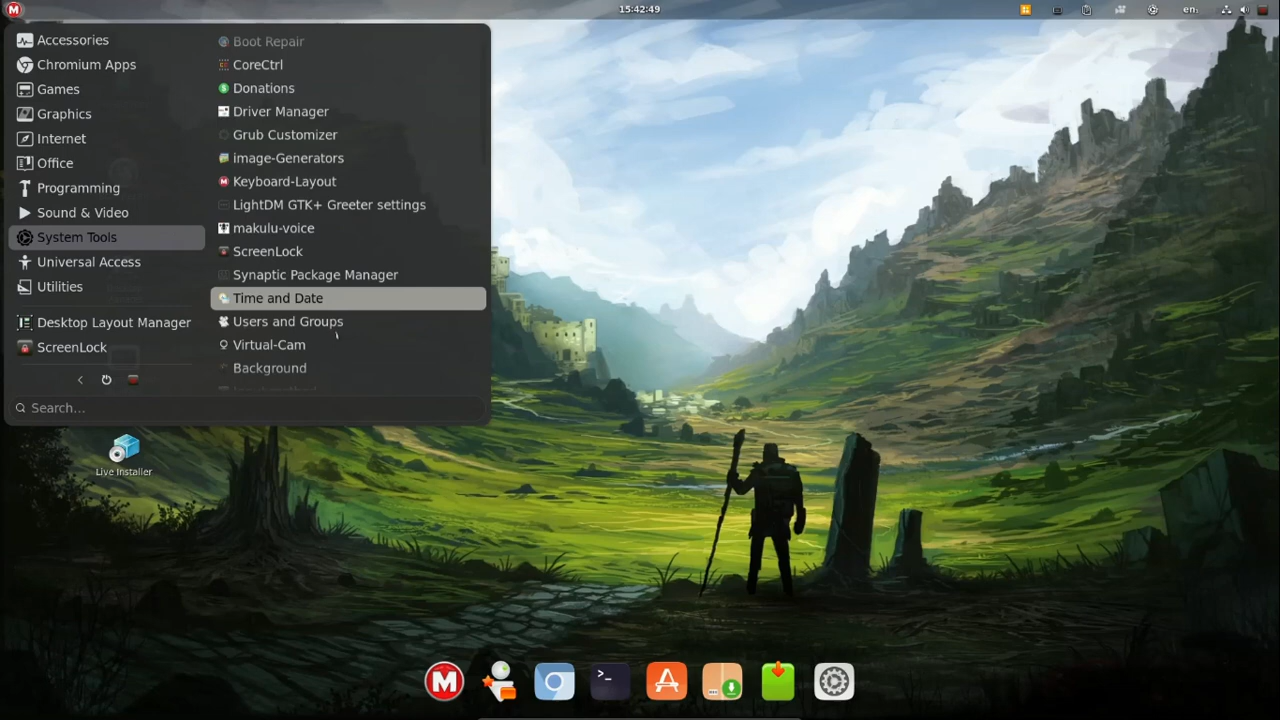 15:42:49
en₁
Accessories
Chromium Apps
Games
Graphics
Internet
Office
Programming
Sound & Video
System Tools
Universal Access
Utilities
Desktop Layout Manager
ScreenLock
Boot Repair
CoreCtrl
Donations
Driver Manager
Grub Customizer
image-Generators
Keyboard-Layout
LightDM GTK+ Greeter settings
makulu-voice
ScreenLock
Synaptic Package Manager
Time and Date
Users and Groups
Virtual-Cam
Background
Search...
Live Installer